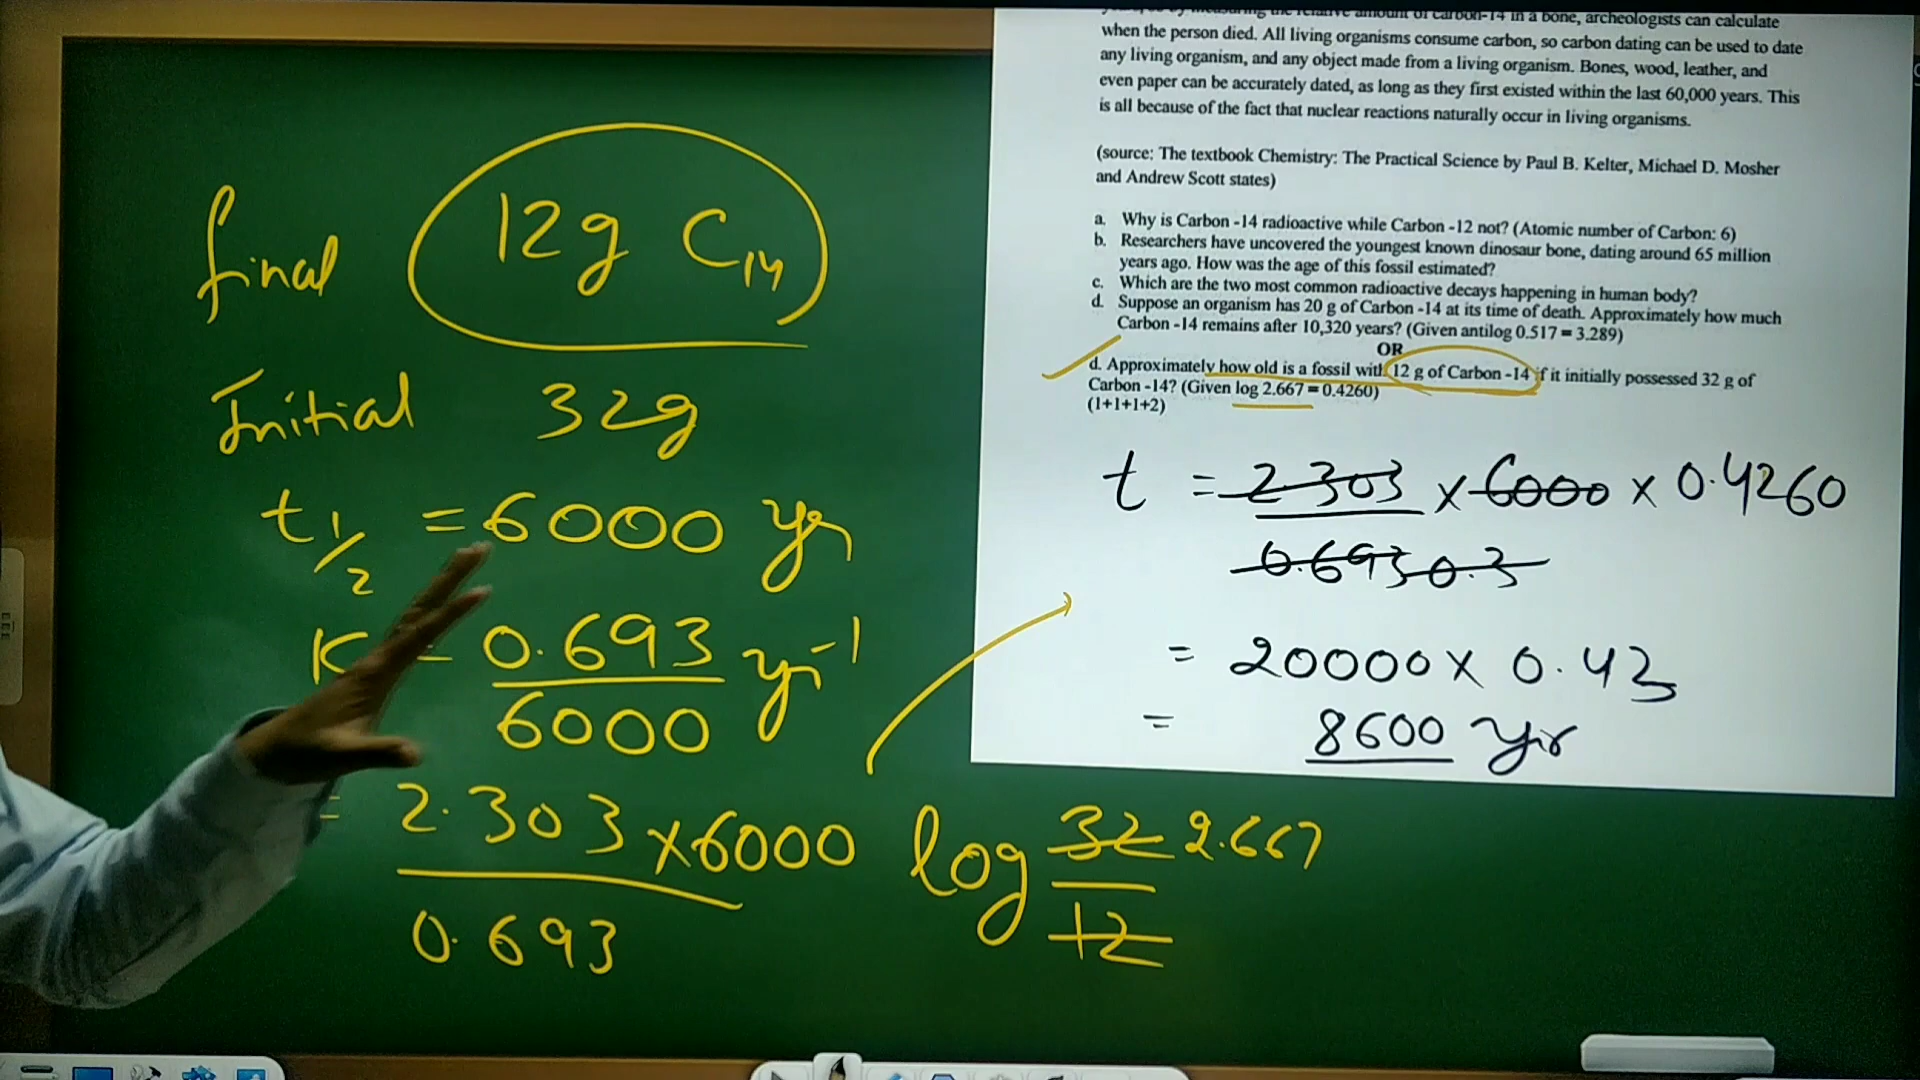 when the person died. All living organisms consume carbon, so carbon dating can be used to date
any living organism, and any object made from a living organism. Bones, wood, leather, and
even paper can be accurately dated, as long as they first existed within the last 60,000 years. This
is all because of the fact that nuclear reactions naturally occur in living organisms.
(source: The textbook Chemistry: The Practical Science by Paul B. Kelter, Michael D. Mosher
and Andrew Scott states)
a. Why is Carbon -14 radioactive while Carbon -12 not? (Atomic number of Carbon: 6)
b. Researchers have uncovered the youngest known dinosaur bone, dating around 65 million
years ago. How was the age of this fossil estimated?
c. Which are the two most common radioactive decays happening in human body?
d. Suppose an organism has 20 g of Carbon -14 at its time of death. Approximately how much
Carbon -14 remains after 10,320 years? (Given antilog 0.517 = 3.289)
OR
d. Approximately how old is a fossil with 12 g of Carbon -14 if it initially possessed 32 g of
Carbon -14? (Given log 2.667 = 0.4260)
(1+1+1+2)
final 12g C14
Initial 32g
t1/2 = 6000 yr
K = 0.693 yr-1
6000
= 2.303 x 6000 log 32 2.667
0.693 12
t = 2.303 x 6000 x 0.4260
0.693 0.3
= 20000 x 0.43
= 8600 yr